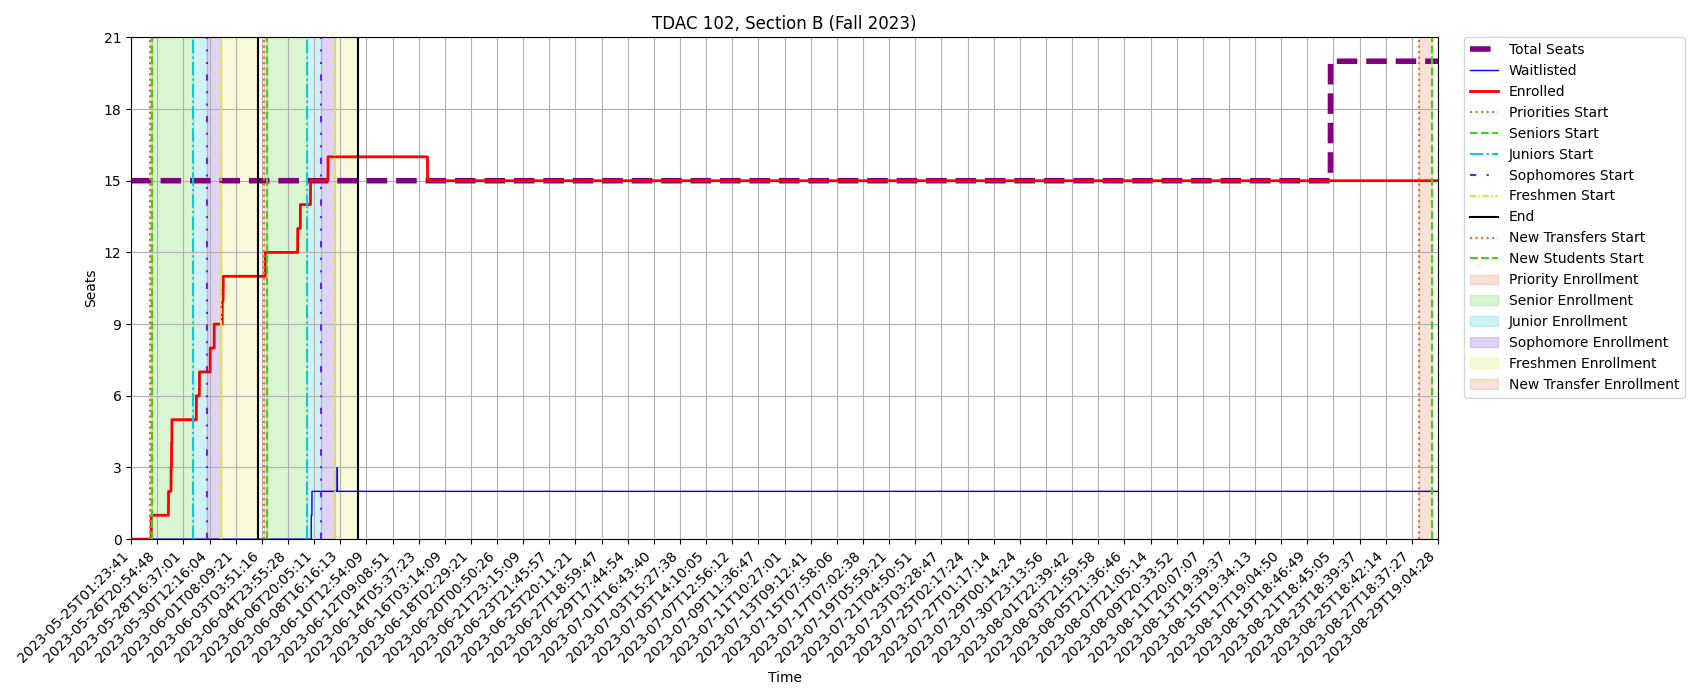 TDAC 102, Section B (Fall 2023)
Seats
21
18
15
12
9
6
3
0
2023-05-25T01:23:41
2023-05-26T20:54:48
2023-05-28T16:37:01
2023-05-30T12:16:04
2023-06-01T08:09:21
2023-06-03T03:51:16
2023-06-04T23:55:28
2023-06-06T20:05:11
2023-06-08T16:16:13
2023-06-10T12:54:09
2023-06-12T09:08:51
2023-06-14T05:37:23
2023-06-16T03:14:09
2023-06-18T02:29:21
2023-06-20T00:50:26
2023-06-21T23:15:09
2023-06-23T21:45:57
2023-06-25T20:11:21
2023-06-27T18:59:47
2023-06-29T17:44:54
2023-07-01T16:43:40
2023-07-03T15:27:38
2023-07-05T14:10:05
2023-07-07T12:56:12
2023-07-09T11:36:47
2023-07-11T10:27:01
2023-07-13T09:12:41
2023-07-15T07:58:06
2023-07-17T07:02:38
2023-07-19T05:59:21
2023-07-21T04:50:51
2023-07-23T03:28:47
2023-07-25T02:17:24
2023-07-27T01:17:14
2023-07-29T00:14:24
2023-07-30T23:13:56
2023-08-01T22:39:42
2023-08-03T21:59:58
2023-08-05T21:36:46
2023-08-07T21:05:14
2023-08-09T20:33:52
2023-08-11T20:07:07
2023-08-13T19:39:37
2023-08-15T19:34:13
2023-08-17T19:04:50
2023-08-19T18:46:49
2023-08-21T18:45:05
2023-08-23T18:39:37
2023-08-25T18:42:14
2023-08-27T18:37:27
2023-08-29T19:04:28
Time
Total Seats
Waitlisted
Enrolled
Priorities Start
Seniors Start
Juniors Start
Sophomores Start
Freshmen Start
End
New Transfers Start
New Students Start
Priority Enrollment
Senior Enrollment
Junior Enrollment
Sophomore Enrollment
Freshmen Enrollment
New Transfer Enrollment